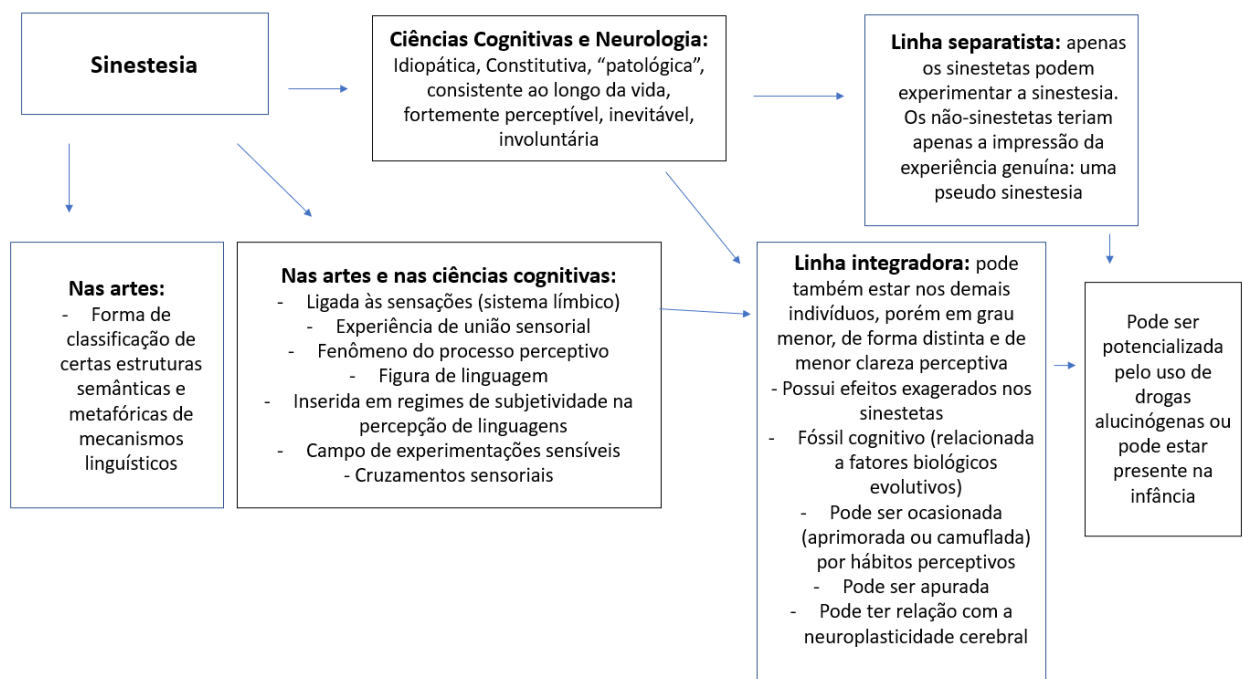 Sinestesia
Ciências Cognitivas e Neurologia:
Idiopática, Constitutiva, “patológica”,
consistente ao longo da vida,
fortemente perceptível, inevitável,
involuntária
Linha separatista: apenas
os sinestetas podem
experimentar a sinestesia.
Os não-sinestetas teriam
apenas a impressão da
experiência genuína: uma
pseudo sinestesia
Nas artes:
- Forma de
classificação de
certas estruturas
semânticas e
metafóricas de
mecanismos
linguísticos
Nas artes e nas ciências cognitivas:
- Ligada às sensações (sistema límbico)
- Experiência de união sensorial
- Fenômeno do processo perceptivo
- Figura de linguagem
- Inserida em regimes de subjetividade na
percepção de linguagens
- Campo de experimentações sensíveis
- Cruzamentos sensoriais
Linha integradora: pode
também estar nos demais
indivíduos, porém em grau
menor, de forma distinta e de
menor clareza perceptiva
- Possui efeitos exagerados nos
sinestetas
- Fóssil cognitivo (relacionada
a fatores biológicos
evolutivos)
- Pode ser ocasionada
(aprimorada ou camuflada)
por hábitos perceptivos
- Pode ser apurada
- Pode ter relação com a
neuroplasticidade cerebral
Pode ser
potencializada
pelo uso de
drogas
alucinógenas ou
pode estar
presente na
infância